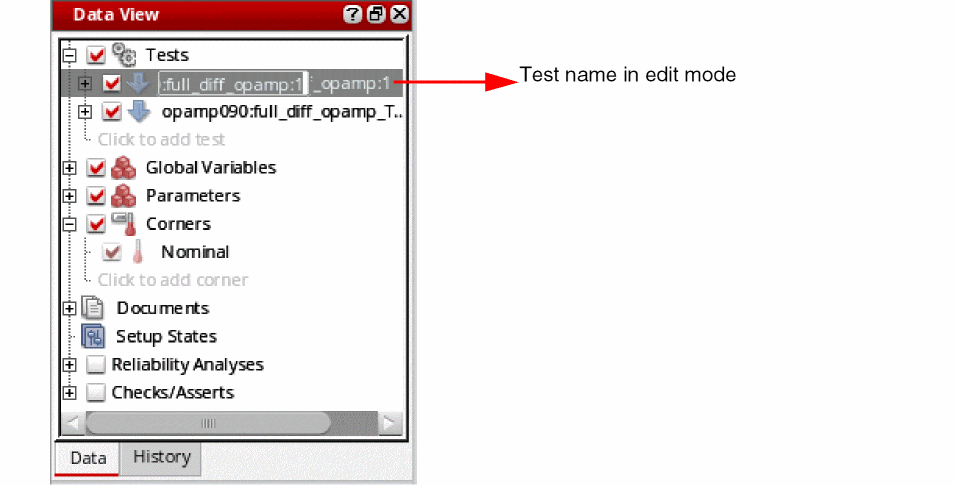 Data View
Tests
:full_diff_opamp:1 _opamp:1
Test name in edit mode
opamp090:full_diff_opamp_T..
Click to add test
Global Variables
Parameters
Corners
Nominal
Click to add corner
Documents
Setup States
Reliability Analyses
Checks/Asserts
Data History